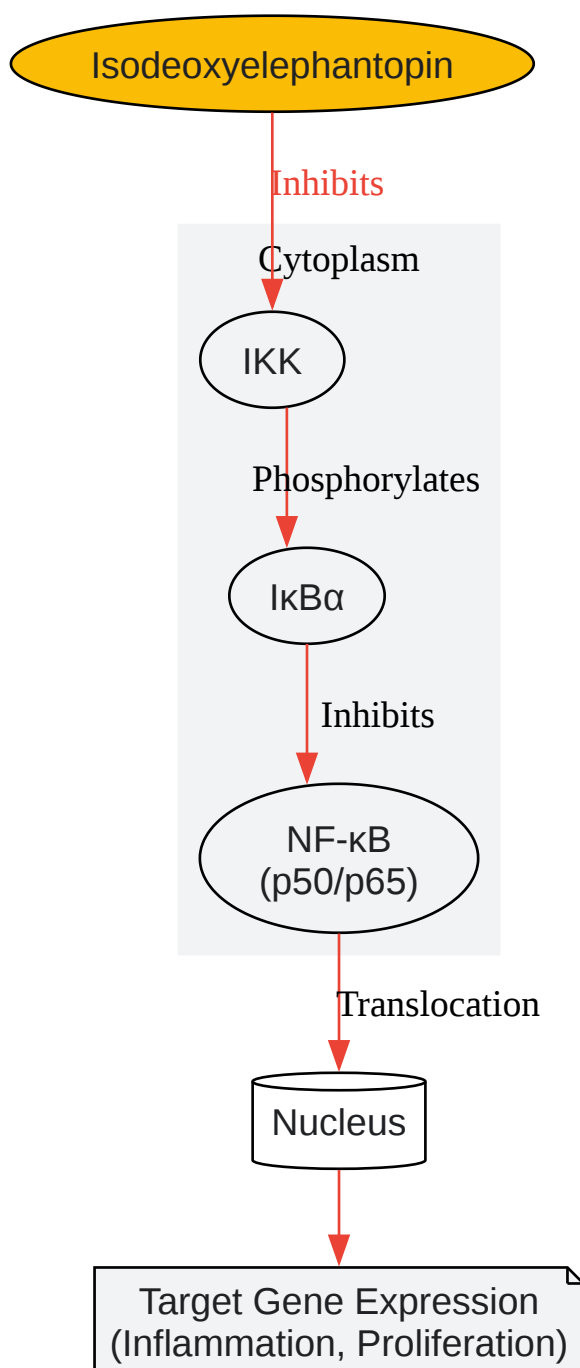 Isodeoxyelephantopin
Inhibits
Cytoplasm
IKK
Phosphorylates
IκBα
Inhibits
NF-κB
(p50/p65)
Translocation
Nucleus
Target Gene Expression
(Inflammation, Proliferation)